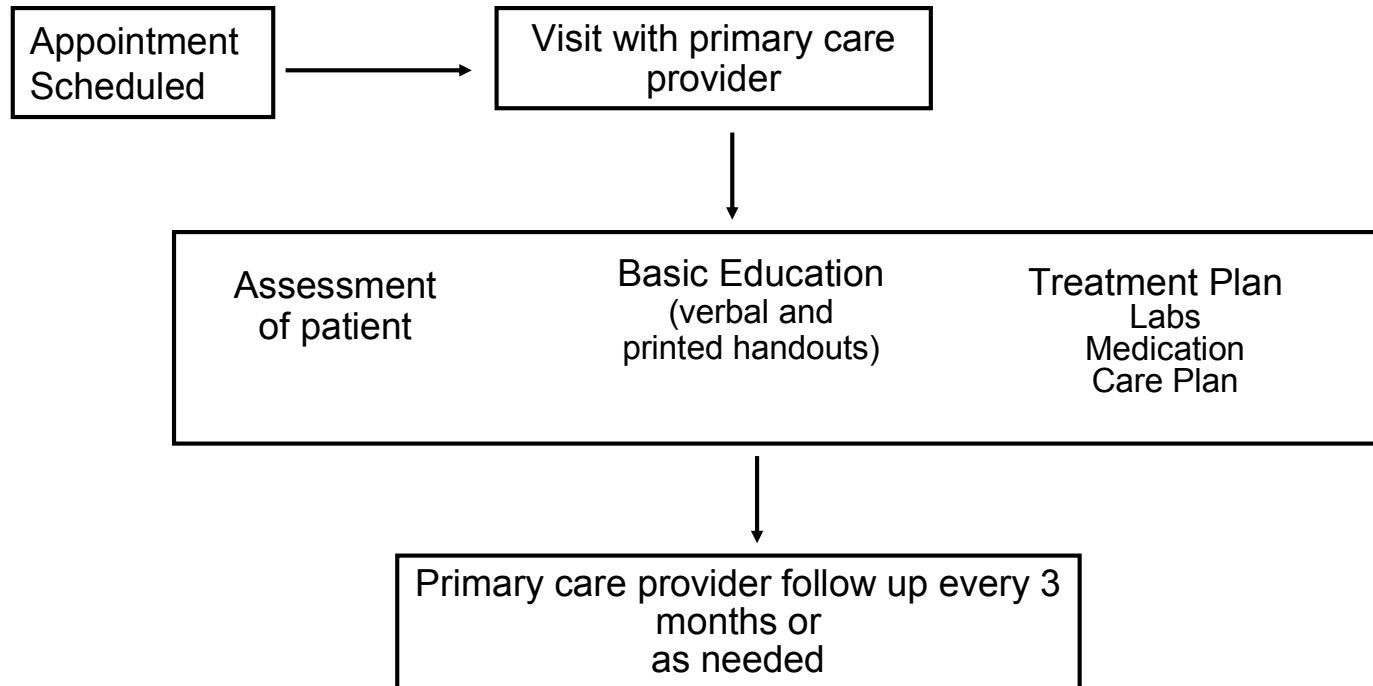 Appointment
Scheduled
Visit with primary care
provider
Assessment
of patient
Basic Education
(verbal and
printed handouts)
Treatment Plan
Labs
Medication
Care Plan
Primary care provider follow up every 3
months or
as needed